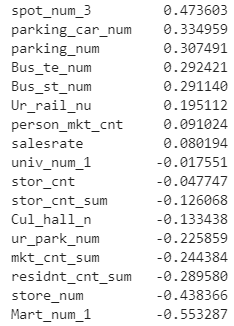 spot_num_3 0.473603
parking_car_num 0.334959
parking_num 0.307491
Bus_te_num 0.292421
Bus_st_num 0.291140
Ur_rail_nu 0.195112
person_mkt_cnt 0.091024
salesrate 0.080194
univ_num_1 -0.017551
stor_cnt -0.047747
stor_cnt_sum -0.126068
Cul_hall_n -0.133438
ur_park_num -0.225859
mkt_cnt_sum -0.244384
residnt_cnt_sum -0.289580
store_num -0.438366
Mart_num_1 -0.553287